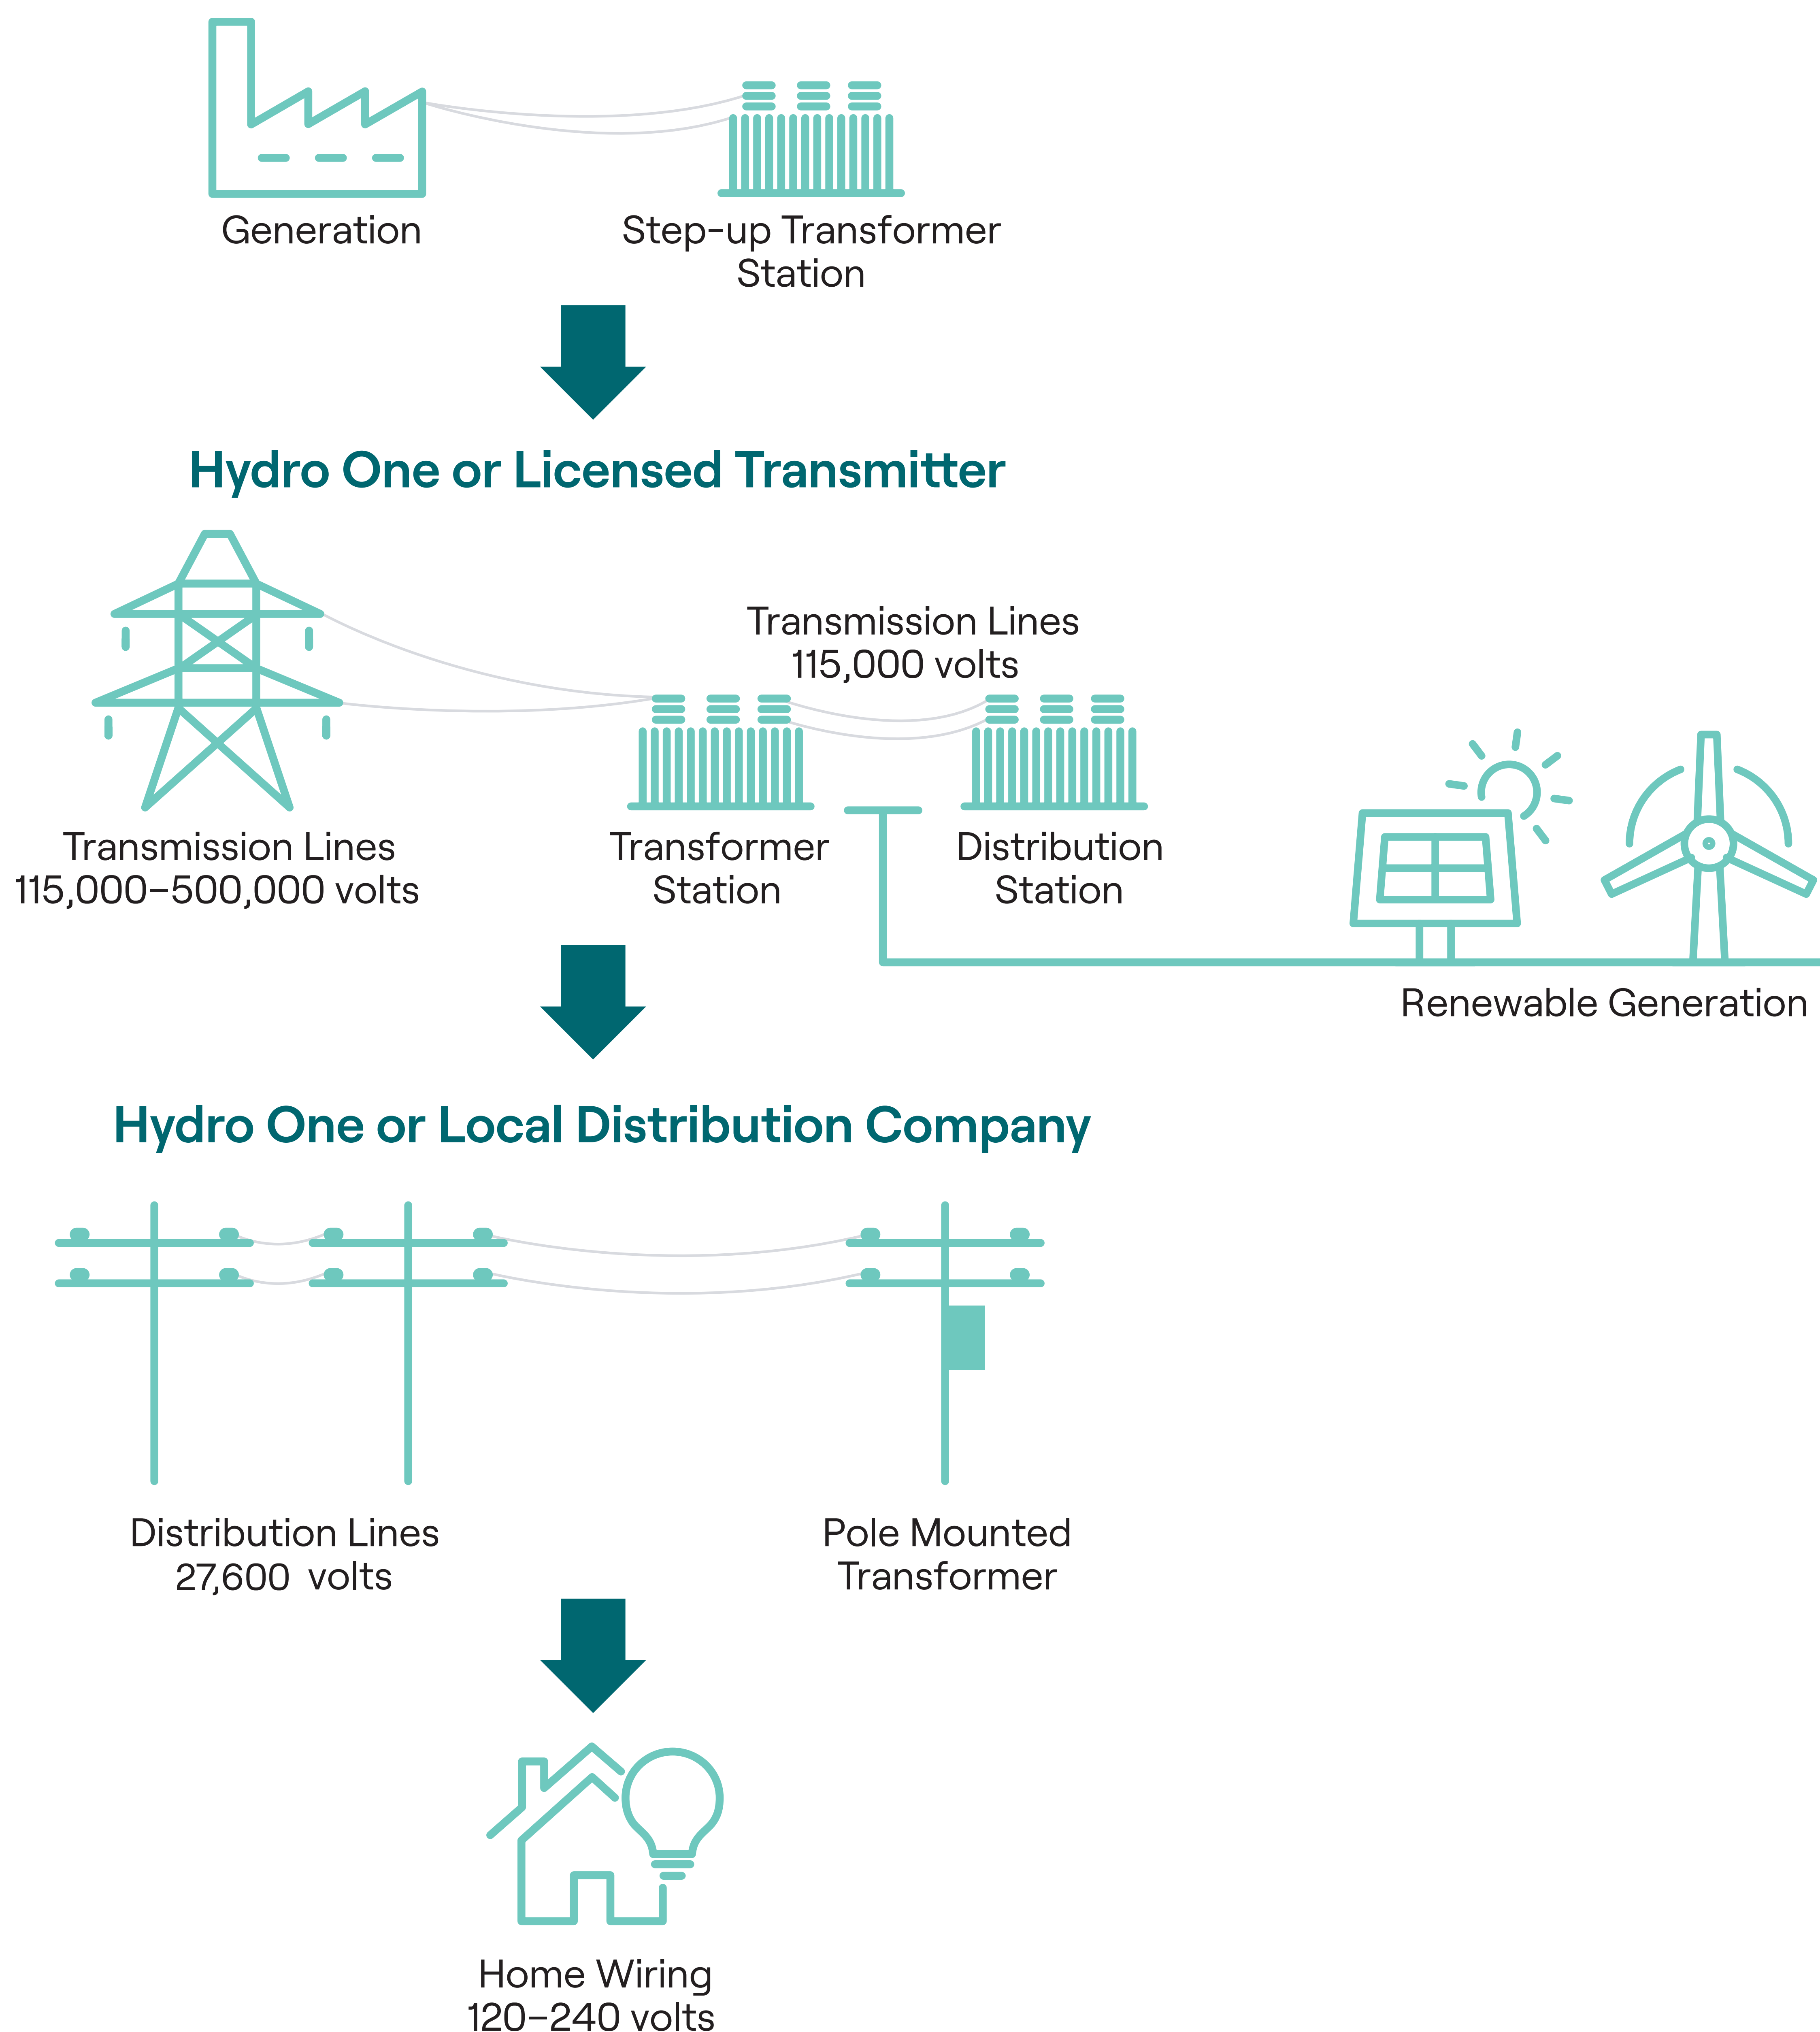 Generation
Step-up Transformer
Station
Hydro One or Licensed Transmitter
Transmission Lines
115,000 volts
Transmission Lines
115,000–500,000 volts
Transformer
Station
Distribution
Station
Renewable Generation
Hydro One or Local Distribution Company
Distribution Lines
27,600 volts
Pole Mounted
Transformer
Home Wiring
120–240 volts